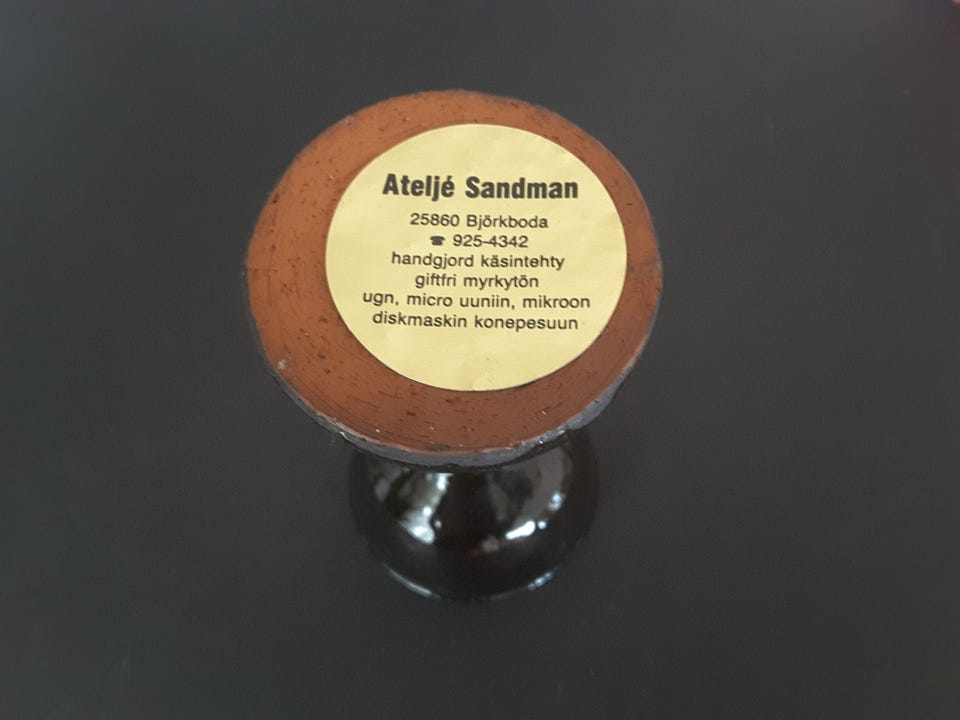 Ateljé Sandman
25860 Björkboda
☎ 925-4342
handgjord käsintehty
giftfri myrkytön
ugn, micro uuniin, mikroon
diskmaskin konepesuun